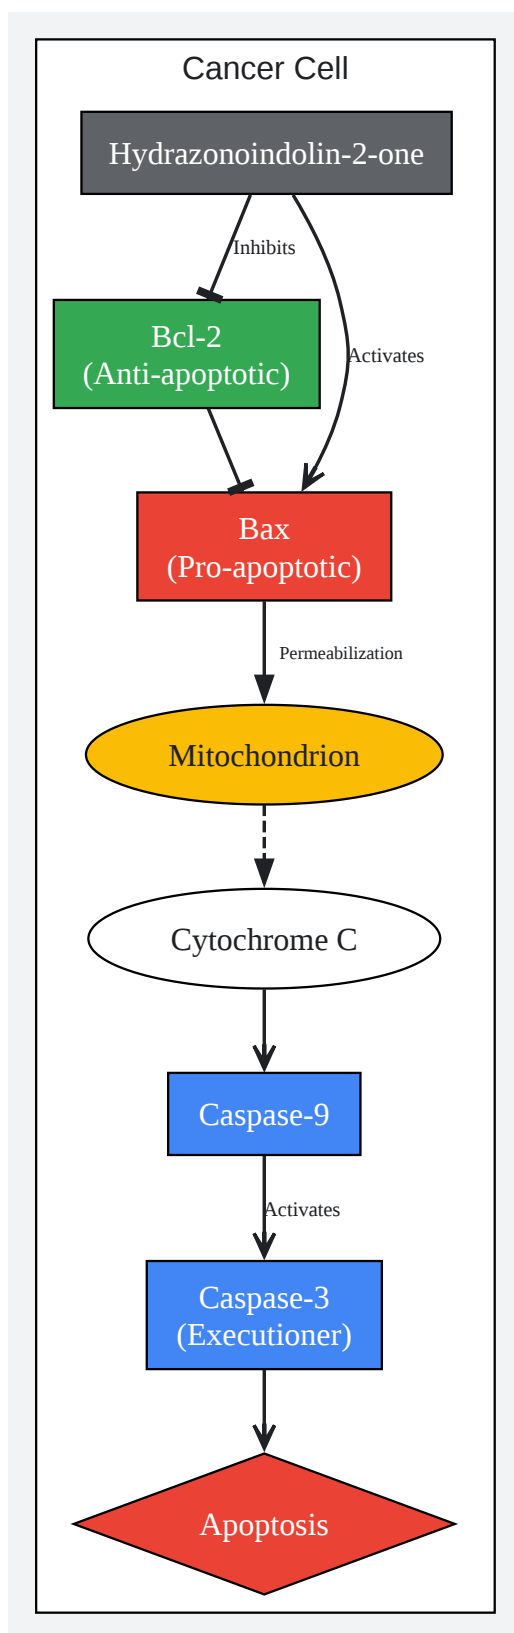 Cancer Cell
Hydrazonoindolin-2-one
Inhibits
Bcl-2
(Anti-apoptotic)
Activates
Bax
(Pro-apoptotic)
Permeabilization
Mitochondrion
Cytochrome C
Caspase-9
Activates
Caspase-3
(Executioner)
Apoptosis